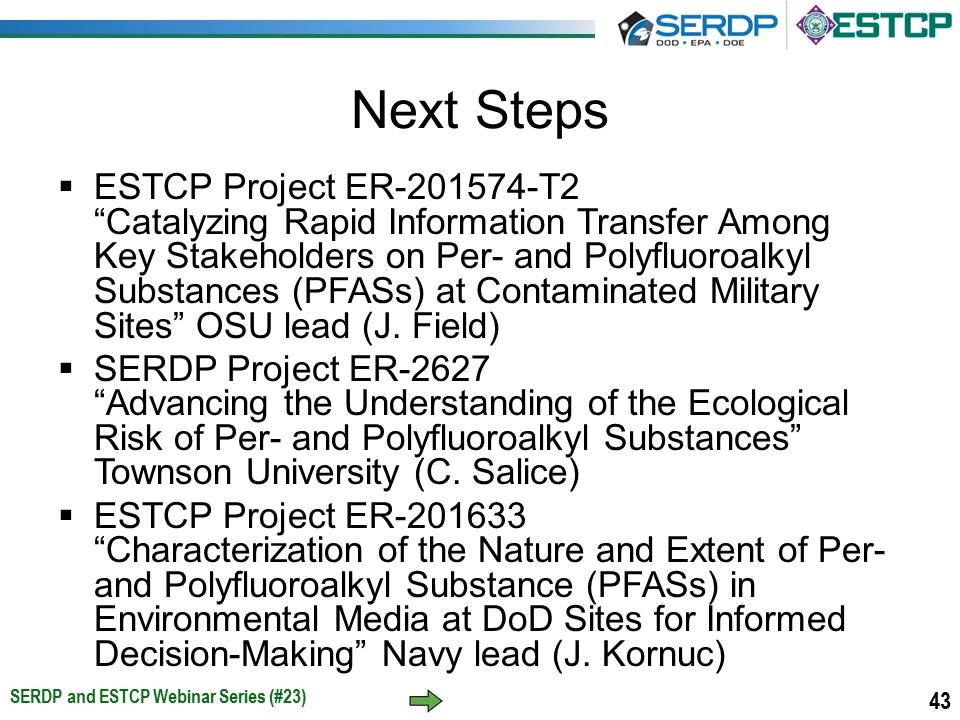 SERDP
DOD • EPA • DOE
ESTCP
Next Steps
▪ ESTCP Project ER-201574-T2
“Catalyzing Rapid Information Transfer Among
Key Stakeholders on Per- and Polyfluoroalkyl
Substances (PFASs) at Contaminated Military
Sites” OSU lead (J. Field)
▪ SERDP Project ER-2627
“Advancing the Understanding of the Ecological
Risk of Per- and Polyfluoroalkyl Substances”
Townson University (C. Salice)
▪ ESTCP Project ER-201633
“Characterization of the Nature and Extent of Per-
and Polyfluoroalkyl Substance (PFASs) in
Environmental Media at DoD Sites for Informed
Decision-Making” Navy lead (J. Kornuc)
SERDP and ESTCP Webinar Series (#23)
43